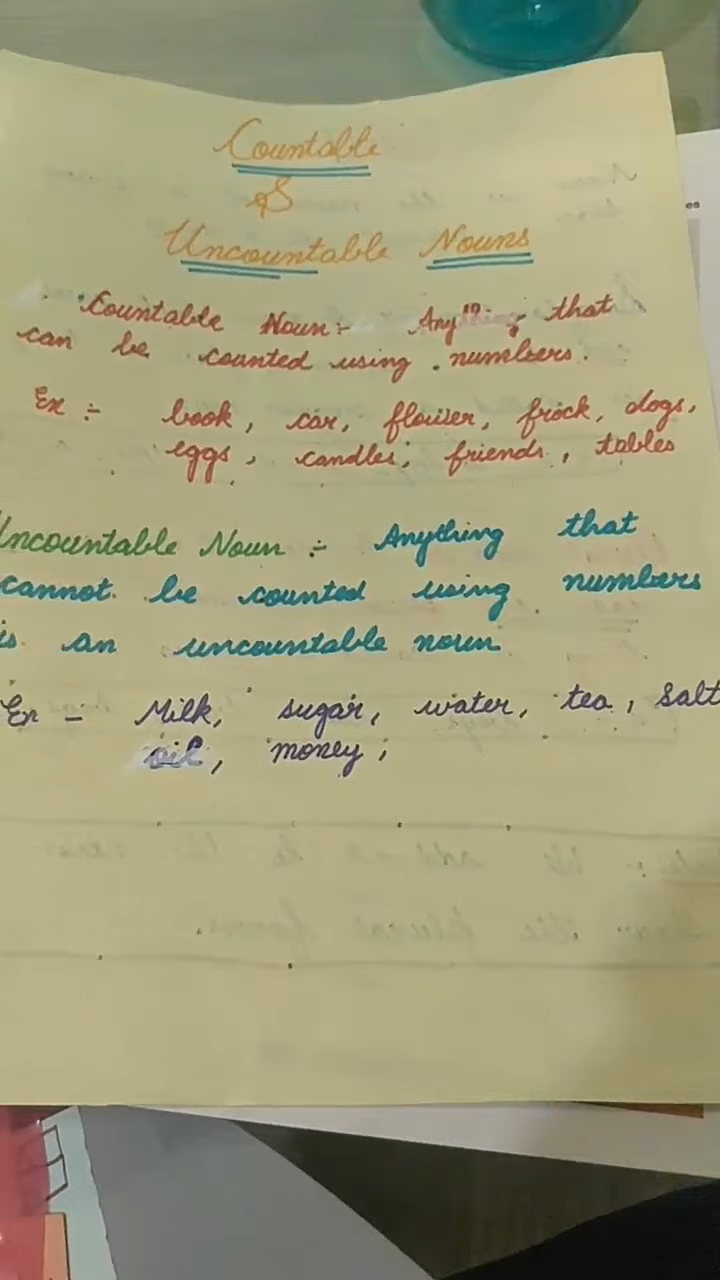 Countable
&
Uncountable Nouns
Countable Noun :- Anything that
can be counted using numbers.
Ex :- book, car, flower, frock, dogs,
eggs, candles, friends, tables
Uncountable Noun :- Anything that
cannot be counted using numbers
is an uncountable noun
Ex - Milk, sugar, water, tea, salt
oil, money,
es